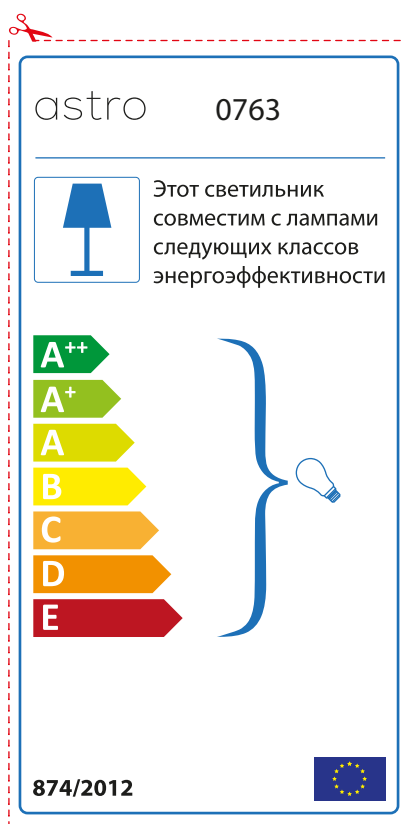 astro 0763
Этот светильник
совместим с лампами
следующих классов
энергоэффективности
A++
A+
A
B
C
D
E
874/2012